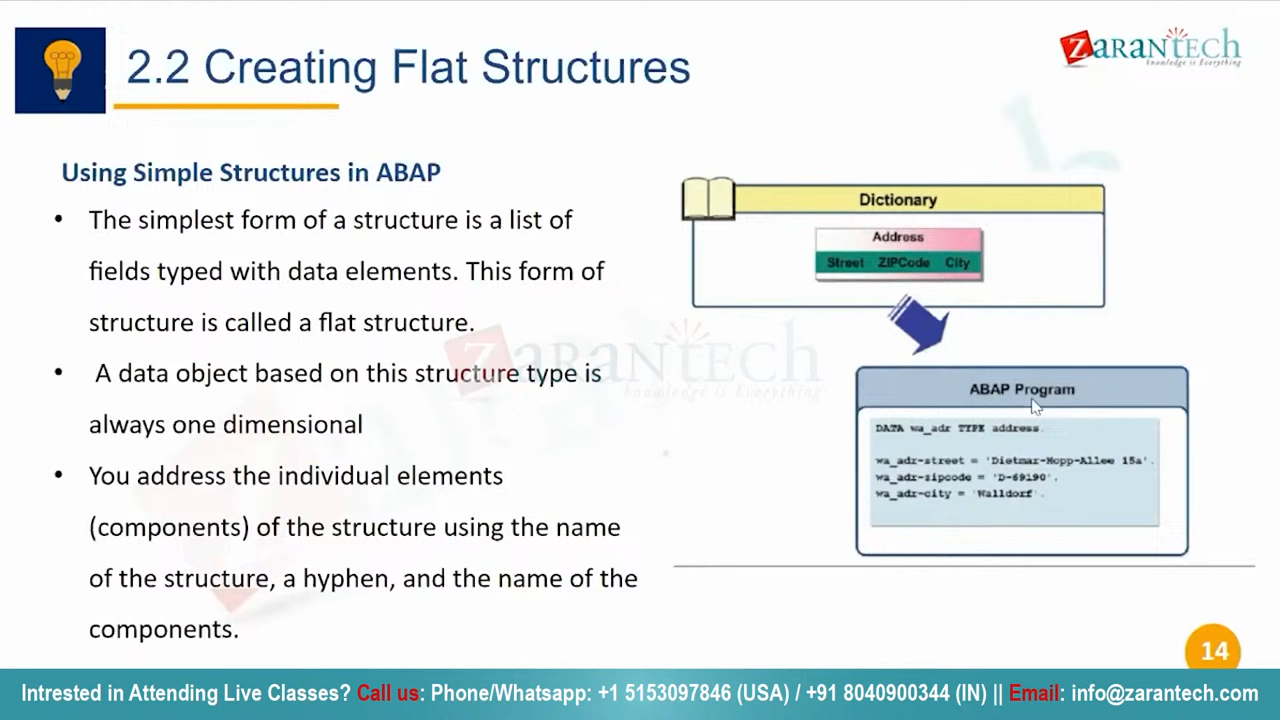 2.2 Creating Flat Structures
ZARANTECH
Knowledge is Everything
Using Simple Structures in ABAP
• The simplest form of a structure is a list of
fields typed with data elements. This form of
structure is called a flat structure.
• A data object based on this structure type is
always one dimensional
• You address the individual elements
(components) of the structure using the name
of the structure, a hyphen, and the name of the
components.
Dictionary
Address
Street ZIPCode City
ABAP Program
DATA wa_adr TYPE address.
wa_adr-street = 'Dietmar-Hopp-Allee 15a'.
wa_adr-zipcode = 'D-69190'.
wa_adr-city = 'Walldorf'.
ZARANTECH
knowledge is Everything
14
Intrested in Attending Live Classes? Call us: Phone/Whatsapp: +1 5153097846 (USA) / +91 8040900344 (IN) || Email: info@zarantech.com